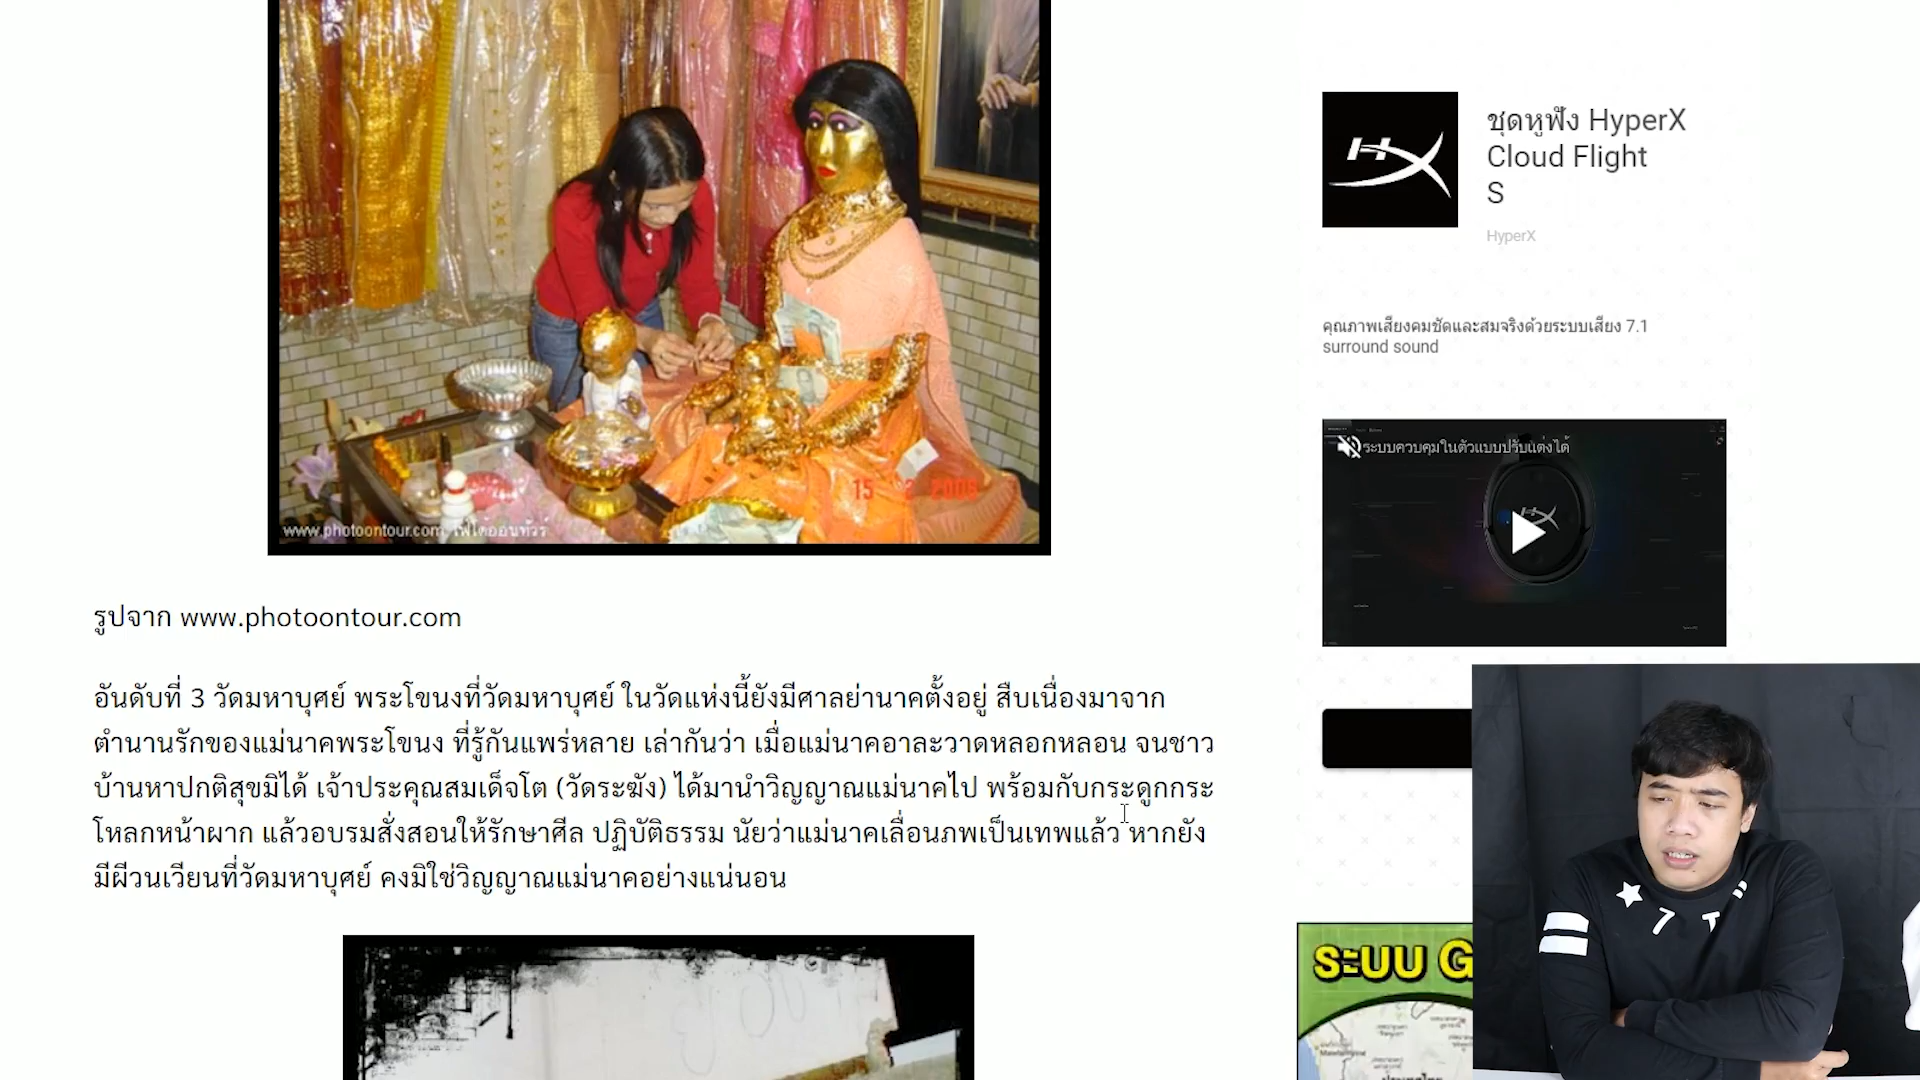 15 2 2009
www.photoontour.com โฟโต้ออนทัวร์
รูปจาก www.photoontour.com
อันดับที่ 3 วัดมหาบุศย์ พระโขนงที่วัดมหาบุศย์ ในวัดแห่งนี้ยังมีศาลย่านาคตั้งอยู่ สืบเนื่องมาจาก
ตำนานรักของแม่นาคพระโขนง ที่รู้กันแพร่หลาย เล่ากันว่า เมื่อแม่นาคอาละวาดหลอกหลอน จนชาว
บ้านหาปกติสุขมิได้ เจ้าประคุณสมเด็จโต (วัดระฆัง) ได้มานำวิญญาณแม่นาคไป พร้อมกับกระดูกกระ
โหลกหน้าผาก แล้วอบรมสั่งสอนให้รักษาศีล ปฏิบัติธรรม นัยว่าแม่นาคเลื่อนภพเป็นเทพแล้ว หากยัง
มีผีวนเวียนที่วัดมหาบุศย์ คงมิใช่วิญญาณแม่นาคอย่างแน่นอน
HX
ชุดหูฟัง HyperX
Cloud Flight
S
HyperX
คุณภาพเสียงคมชัดและสมจริงด้วยระบบเสียง 7.1
surround sound
ระบบควบคุมในตัวแบบปรับแต่งได้
HX
ระบบ G
7 T